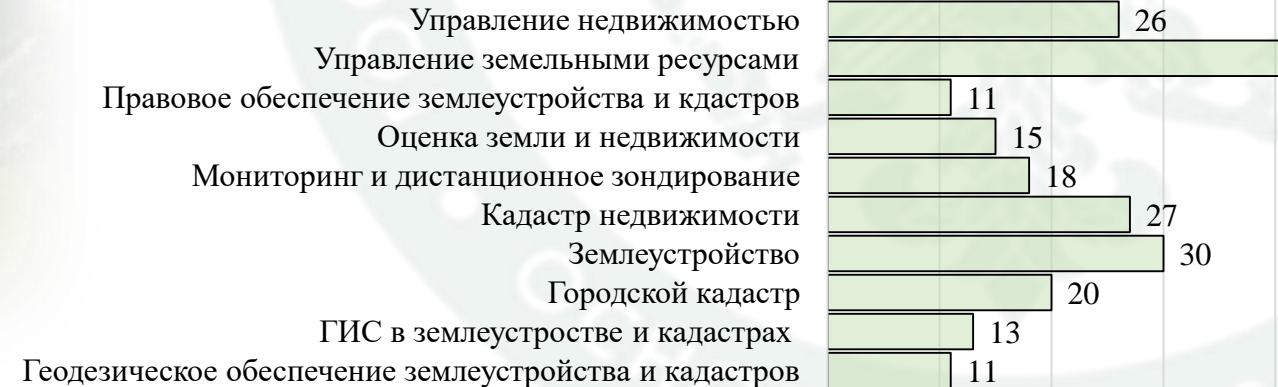 Управление недвижимостью 26
Управление земельными ресурсами
Правовое обеспечение землеустройства и кдастров 11
Оценка земли и недвижимости 15
Мониторинг и дистанционное зондирование 18
Кадастр недвижимости 27
Землеустройство 30
Городской кадастр 20
ГИС в землеустростве и кадастрах 13
Геодезическое обеспечение землеустройства и кадастров 11